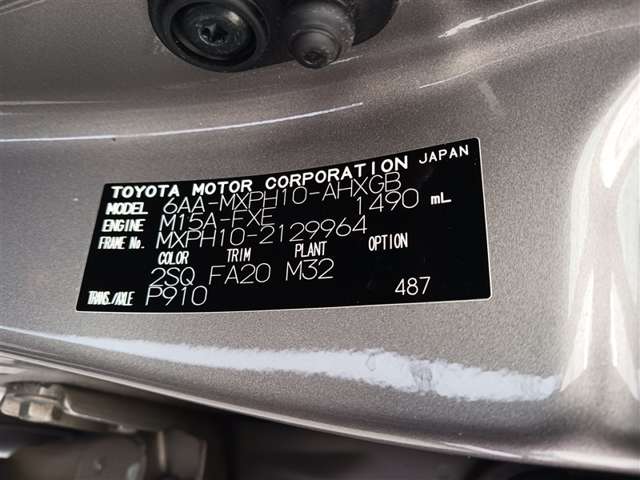 TOYOTA MOTOR CORPORATION JAPAN
MODEL 6AA-MXPH10-AHXGB
ENGINE M15A-FXE 1490 mL
FRAME No. MXPH10-2129964
COLOR TRIM PLANT OPTION
2SQ FA20 M32
TRANS./AXLE P910 487